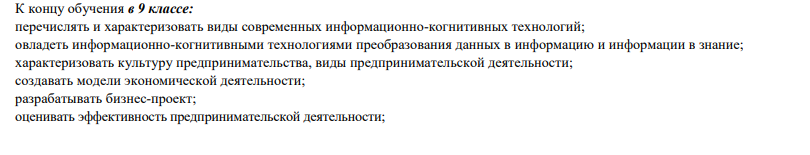 К концу обучения в 9 классе:
перечислять и характеризовать виды современных информационно-когнитивных технологий;
овладеть информационно-когнитивными технологиями преобразования данных в информацию и информации в знание;
характеризовать культуру предпринимательства, виды предпринимательской деятельности;
создавать модели экономической деятельности;
разрабатывать бизнес-проект;
оценивать эффективность предпринимательской деятельности;